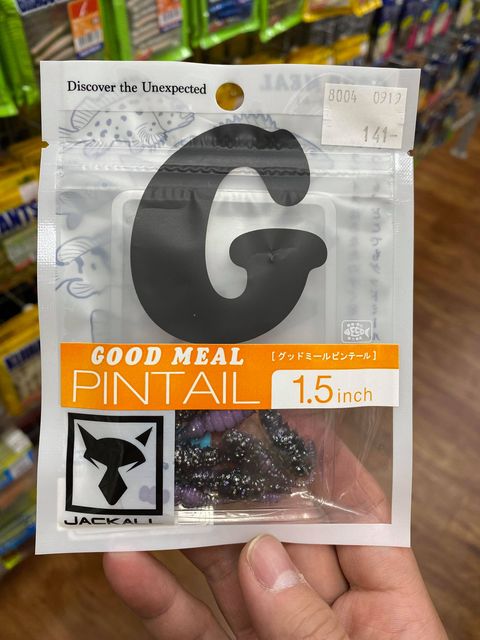 Discover the Unexpected
8004 0919
141-
G
GOOD MEAL
[グッドミールピンテール]
PINTAIL
1.5inch
JACKALL